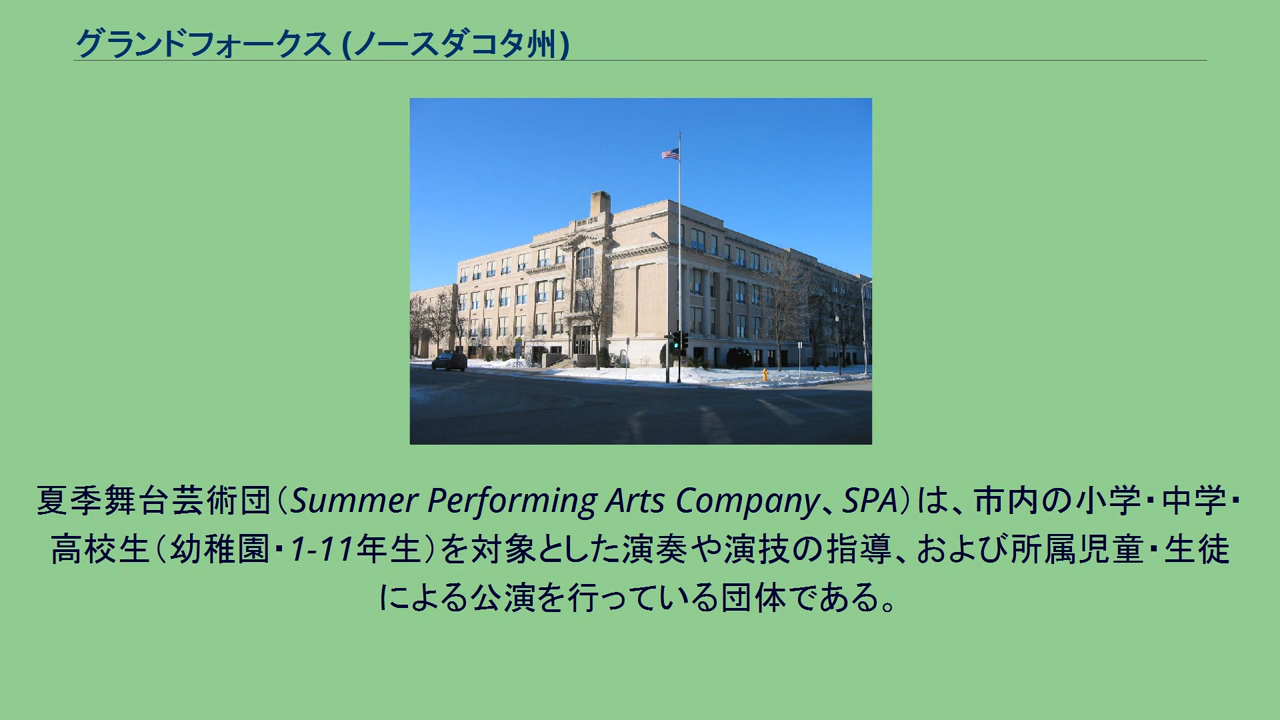 グランドフォークス (ノースダコタ州)
夏季舞台芸術団（Summer Performing Arts Company、SPA）は、市内の小学・中学・
高校生（幼稚園・1-11年生）を対象とした演奏や演技の指導、および所属児童・生徒
による公演を行っている団体である。